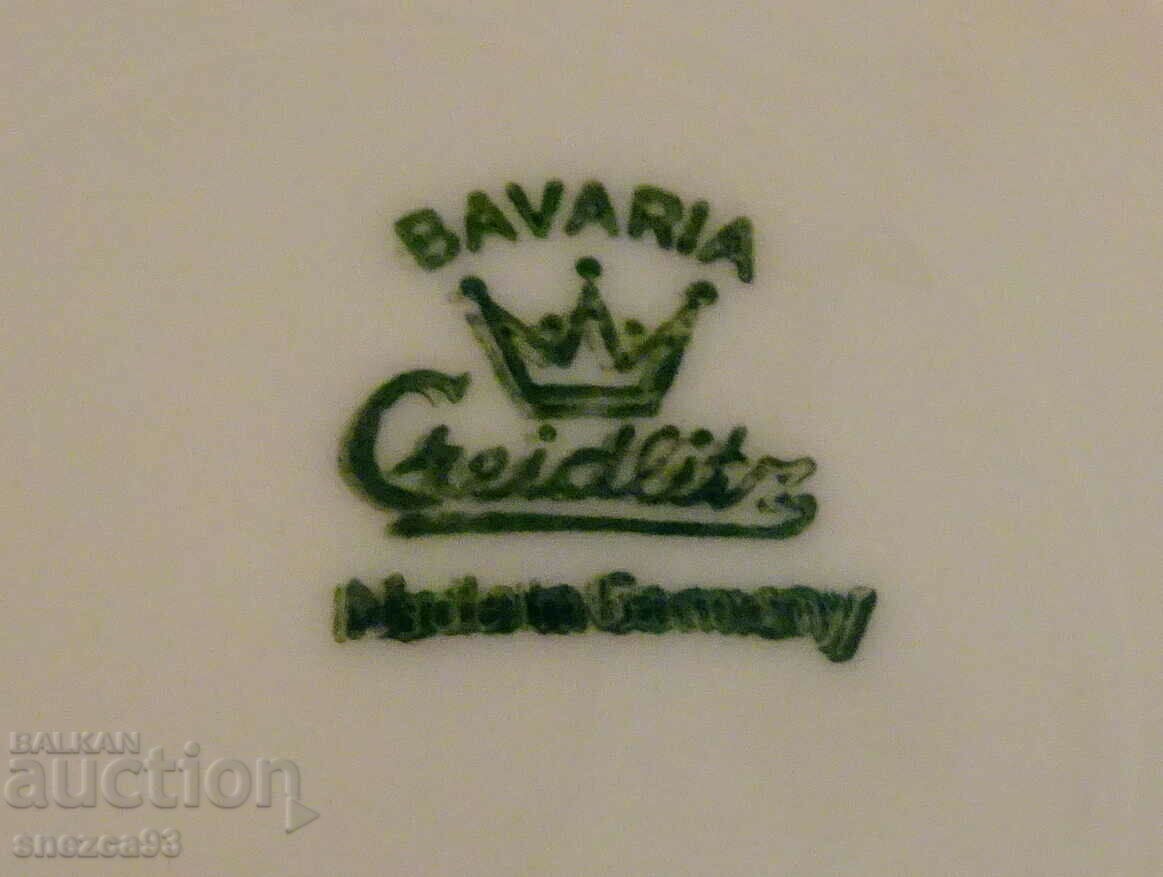 BAVARIA
Creidlitz
Made in Germany
BALKAN
auction
snezca93